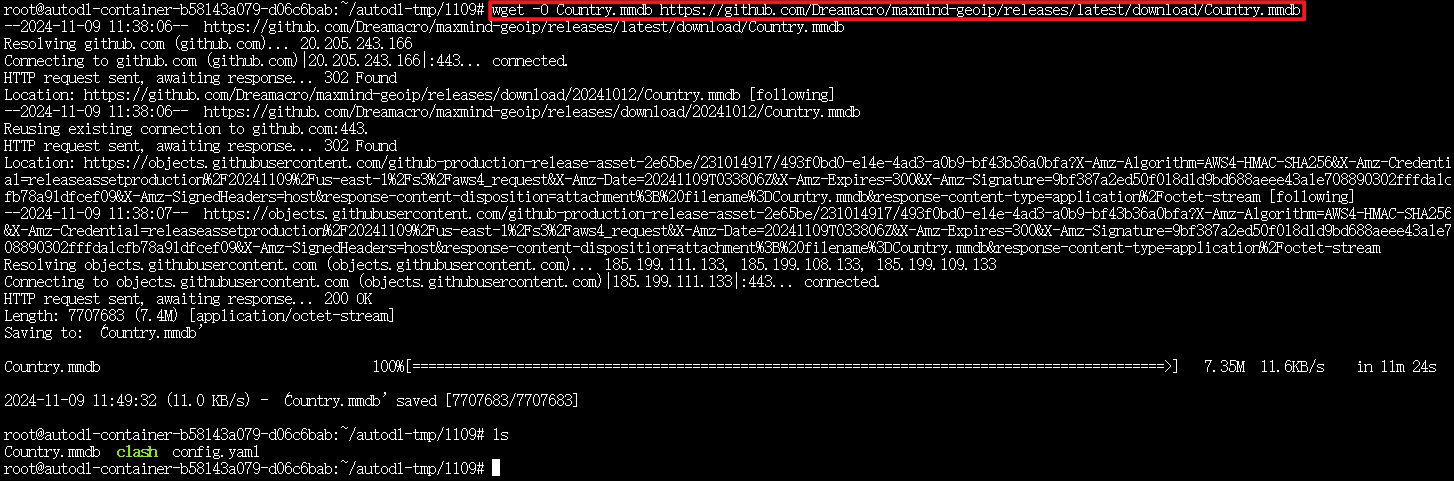 root@autodl-container-b58143a079-d06c6bab:~/autodl-tmp/1109# wget -O Country.mmdb https://github.com/Dreamacro/maxmind-geoip/releases/latest/download/Country.mmdb
--2024-11-09 11:38:06--  https://github.com/Dreamacro/maxmind-geoip/releases/latest/download/Country.mmdb
Resolving github.com (github.com)... 20.205.243.166
Connecting to github.com (github.com)|20.205.243.166|:443... connected.
HTTP request sent, awaiting response... 302 Found
Location: https://github.com/Dreamacro/maxmind-geoip/releases/download/20241012/Country.mmdb [following]
--2024-11-09 11:38:06--  https://github.com/Dreamacro/maxmind-geoip/releases/download/20241012/Country.mmdb
Reusing existing connection to github.com:443.
HTTP request sent, awaiting response... 302 Found
Location: https://objects.githubusercontent.com/github-production-release-asset-2e65be/231014917/493f0bd0-e14e-4ad3-a0b9-bf43b36a0bfa?X-Amz-Algorithm=AWS4-HMAC-SHA256&X-Amz-Credenti
al=releaseassetproduction%2F20241109%2Fus-east-1%2Fs3%2Faws4_request&X-Amz-Date=20241109T033806Z&X-Amz-Expires=300&X-Amz-Signature=9bf387a2ed50f018d1d9bd688aeee43a1e708890302fffda1c
fb78a91dfcef09&X-Amz-SignedHeaders=host&response-content-disposition=attachment%3B%20filename%3DCountry.mmdb&response-content-type=application%2Foctet-stream [following]
--2024-11-09 11:38:07--  https://objects.githubusercontent.com/github-production-release-asset-2e65be/231014917/493f0bd0-e14e-4ad3-a0b9-bf43b36a0bfa?X-Amz-Algorithm=AWS4-HMAC-SHA256
&X-Amz-Credential=releaseassetproduction%2F20241109%2Fus-east-1%2Fs3%2Faws4_request&X-Amz-Date=20241109T033806Z&X-Amz-Expires=300&X-Amz-Signature=9bf387a2ed50f018d1d9bd688aeee43a1e7
08890302fffda1cfb78a91dfcef09&X-Amz-SignedHeaders=host&response-content-disposition=attachment%3B%20filename%3DCountry.mmdb&response-content-type=application%2Foctet-stream
Resolving objects.githubusercontent.com (objects.githubusercontent.com)... 185.199.111.133, 185.199.108.133, 185.199.109.133
Connecting to objects.githubusercontent.com (objects.githubusercontent.com)|185.199.111.133|:443... connected.
HTTP request sent, awaiting response... 200 OK
Length: 7707683 (7.4M) [application/octet-stream]
Saving to: ‘Country.mmdb’
Country.mmdb 100%[==============================================================================================>] 7.35M 11.6KB/s in 11m 24s
2024-11-09 11:49:32 (11.0 KB/s) - ‘Country.mmdb’ saved [7707683/7707683]
root@autodl-container-b58143a079-d06c6bab:~/autodl-tmp/1109# ls
Country.mmdb  clash  config.yaml
root@autodl-container-b58143a079-d06c6bab:~/autodl-tmp/1109#